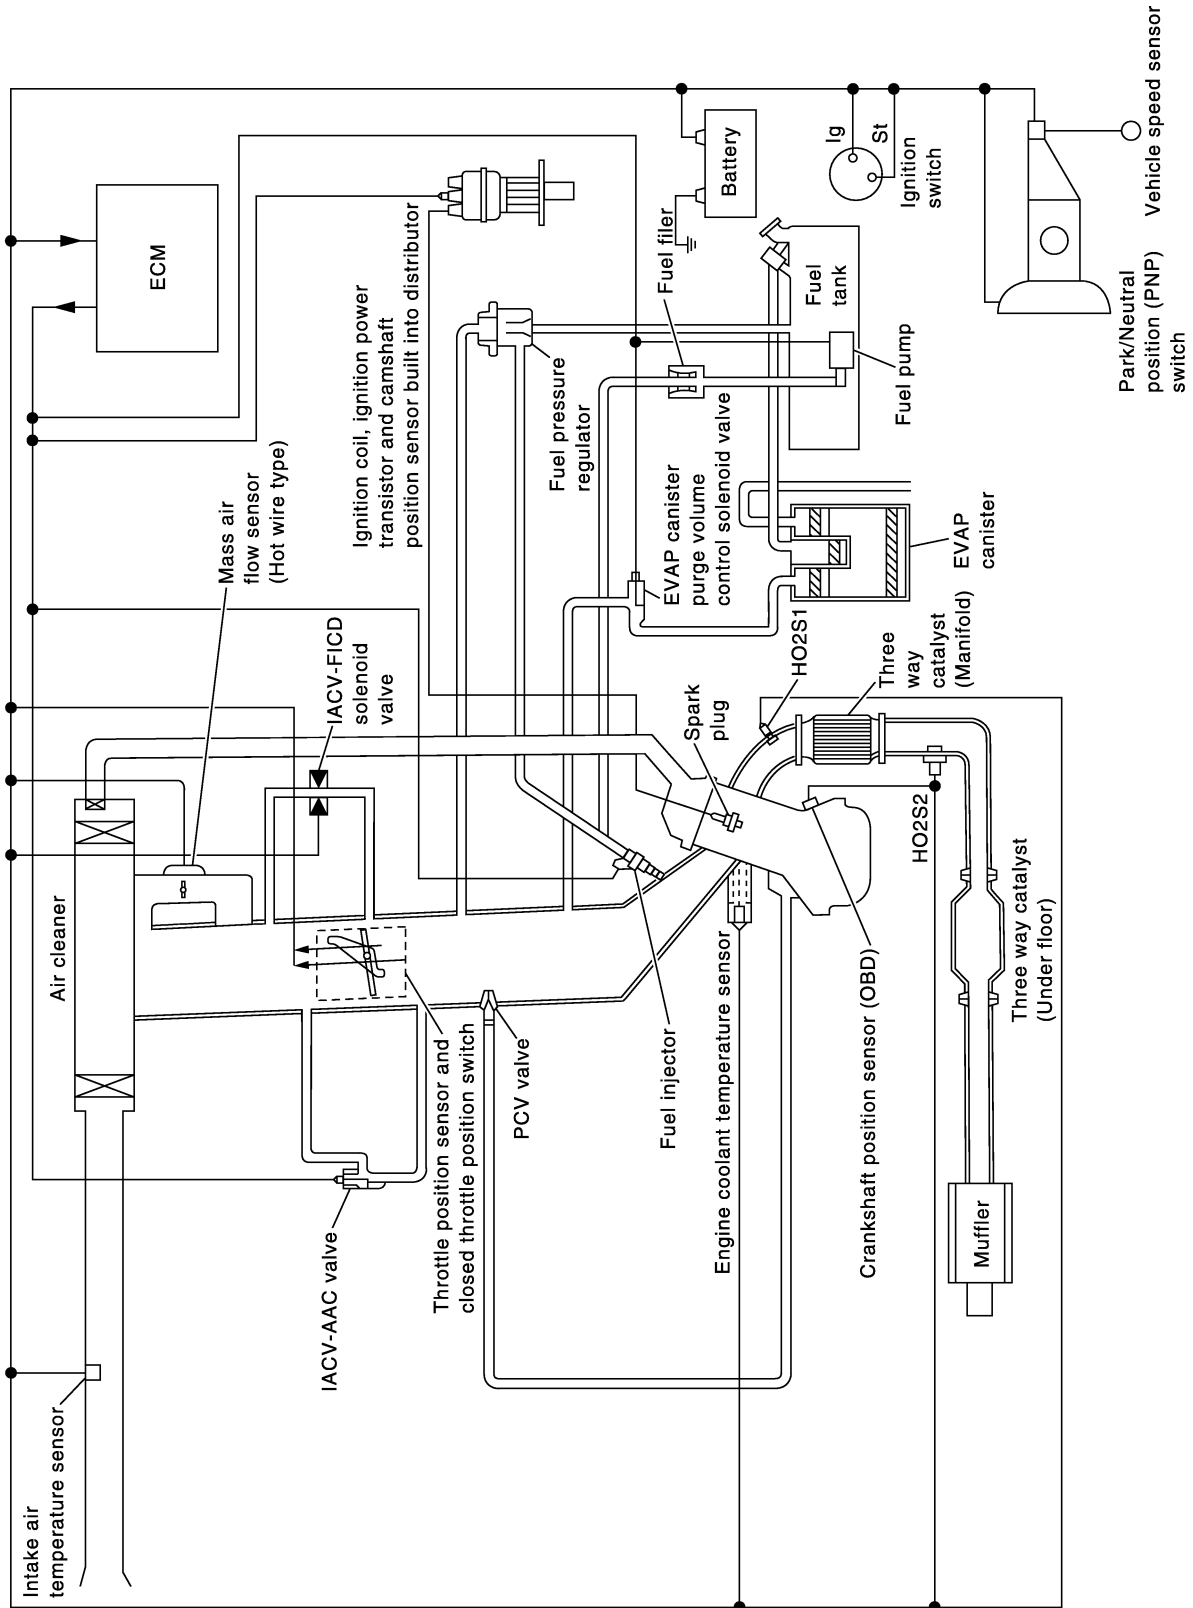 Intake air
temperature sensor
Air cleaner
ECM
Mass air
flow sensor
(Hot wire type)
IACV-FICD
solenoid
valve
IACV-AAC valve
Ignition coil, ignition power
transistor and camshaft
position sensor built into distributor
Throttle position sensor and
closed throttle position switch
PCV valve
Fuel pressure
regulator
Fuel filer
EVAP canister
purge volume
control solenoid valve
Fuel injector
Spark
plug
Engine coolant temperature sensor
Battery
HO2S1
Fuel
tank
Ig
St
Ignition
switch
Fuel pump
Three
way
catalyst
(Manifold)
Crankshaft position sensor (OBD)
HO2S2
EVAP
canister
Muffler
Three way catalyst
(Under floor)
Park/Neutral
position (PNP)
switch
Vehicle speed sensor